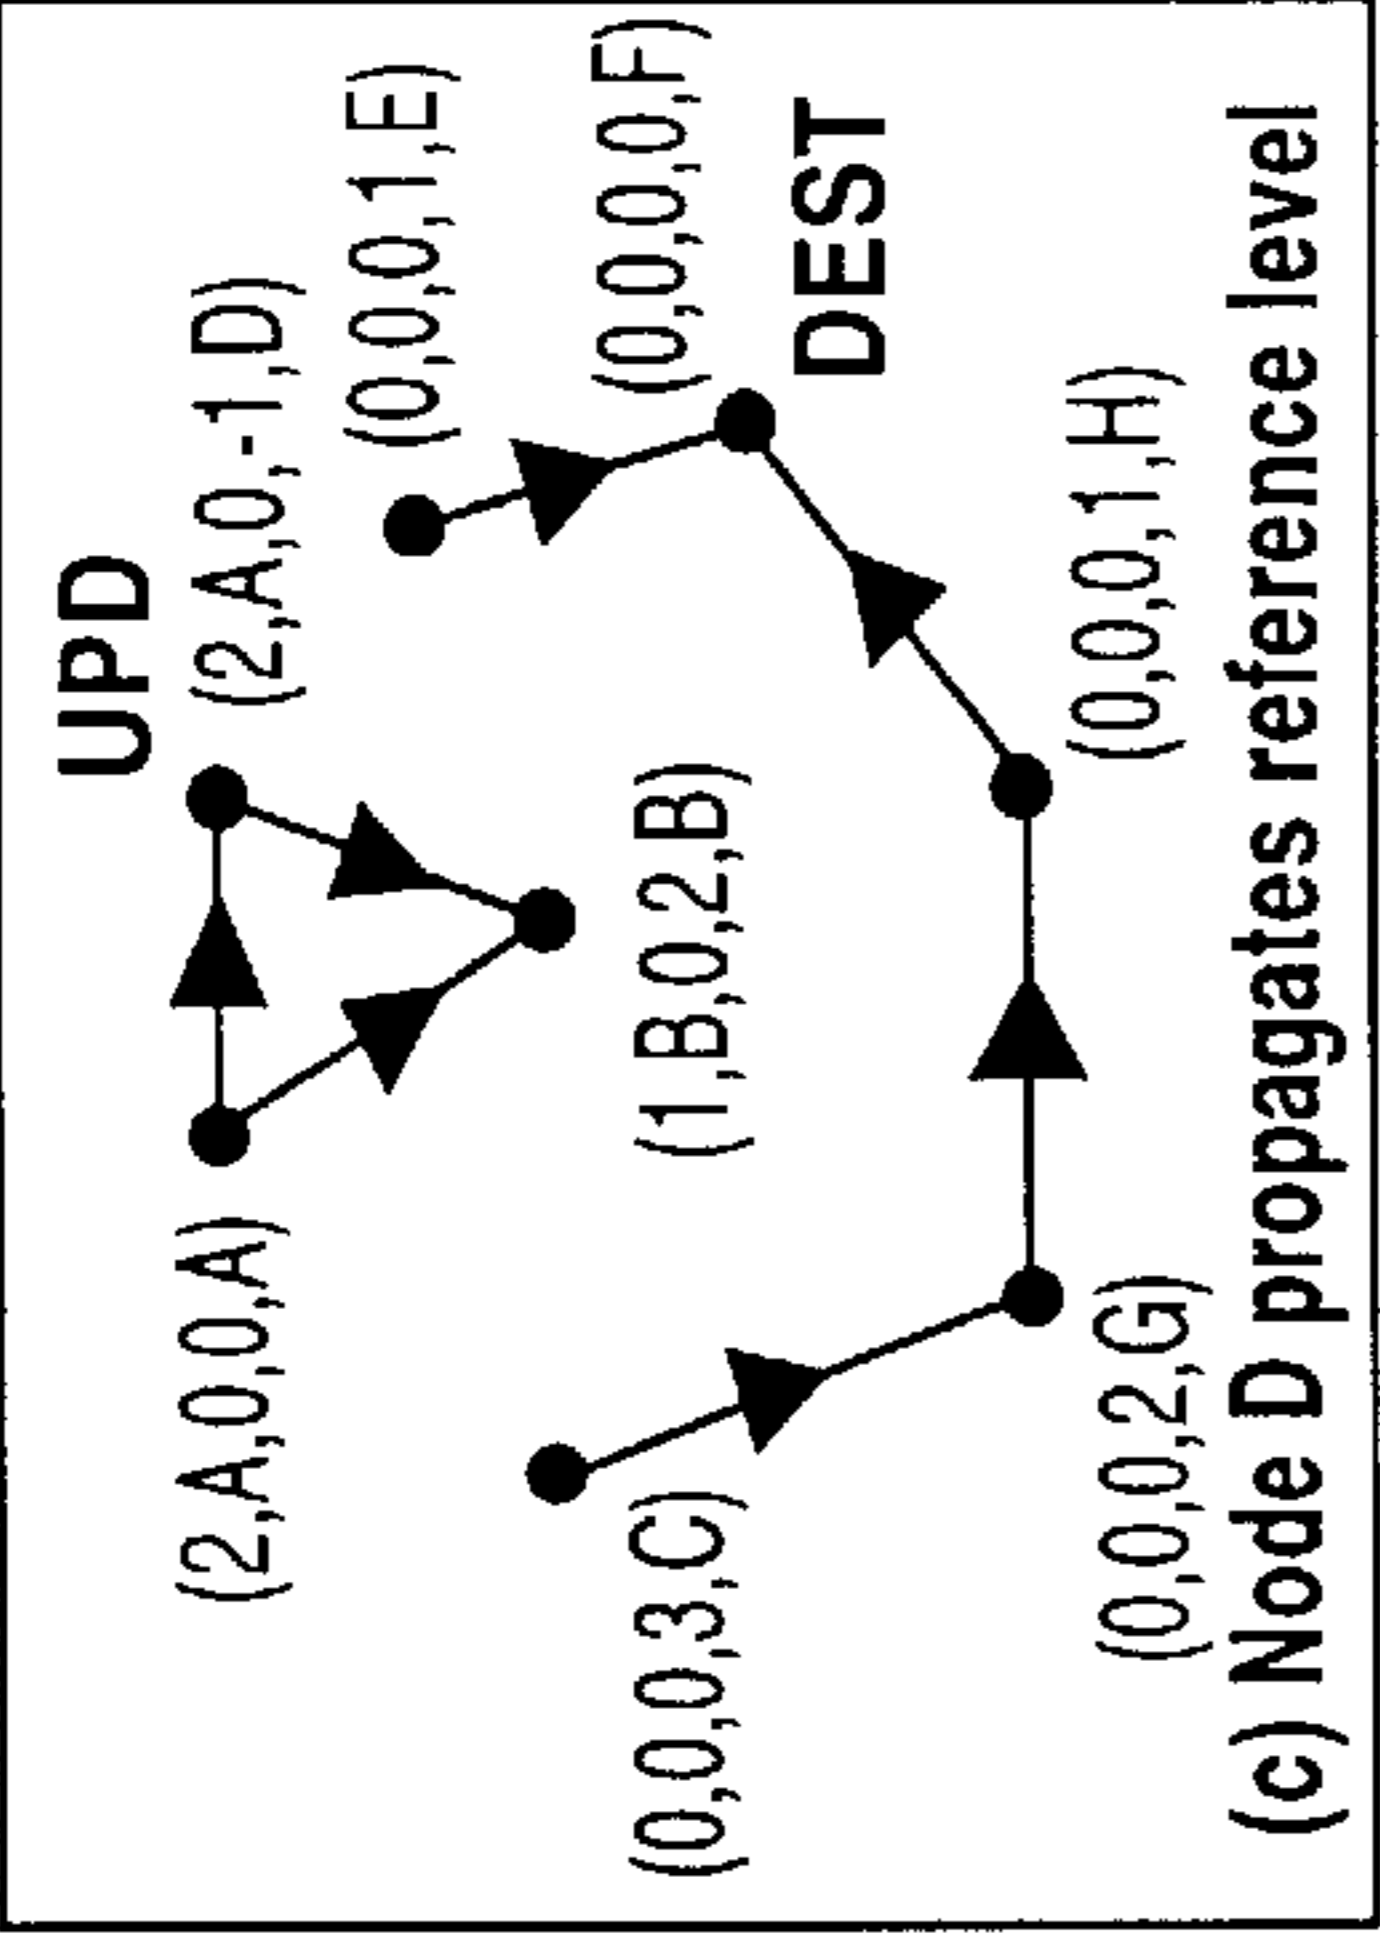 UPD
(2,A,0,0,A)
(2,A,0,-1,D)
(0,0,0,1,E)
(0,0,0,3,C)
(1,B,0,2,B)
(0,0,0,0,F)
DEST
(0,0,0,2,G)
(0,0,0,1,H)
(c) Node D propagates reference level